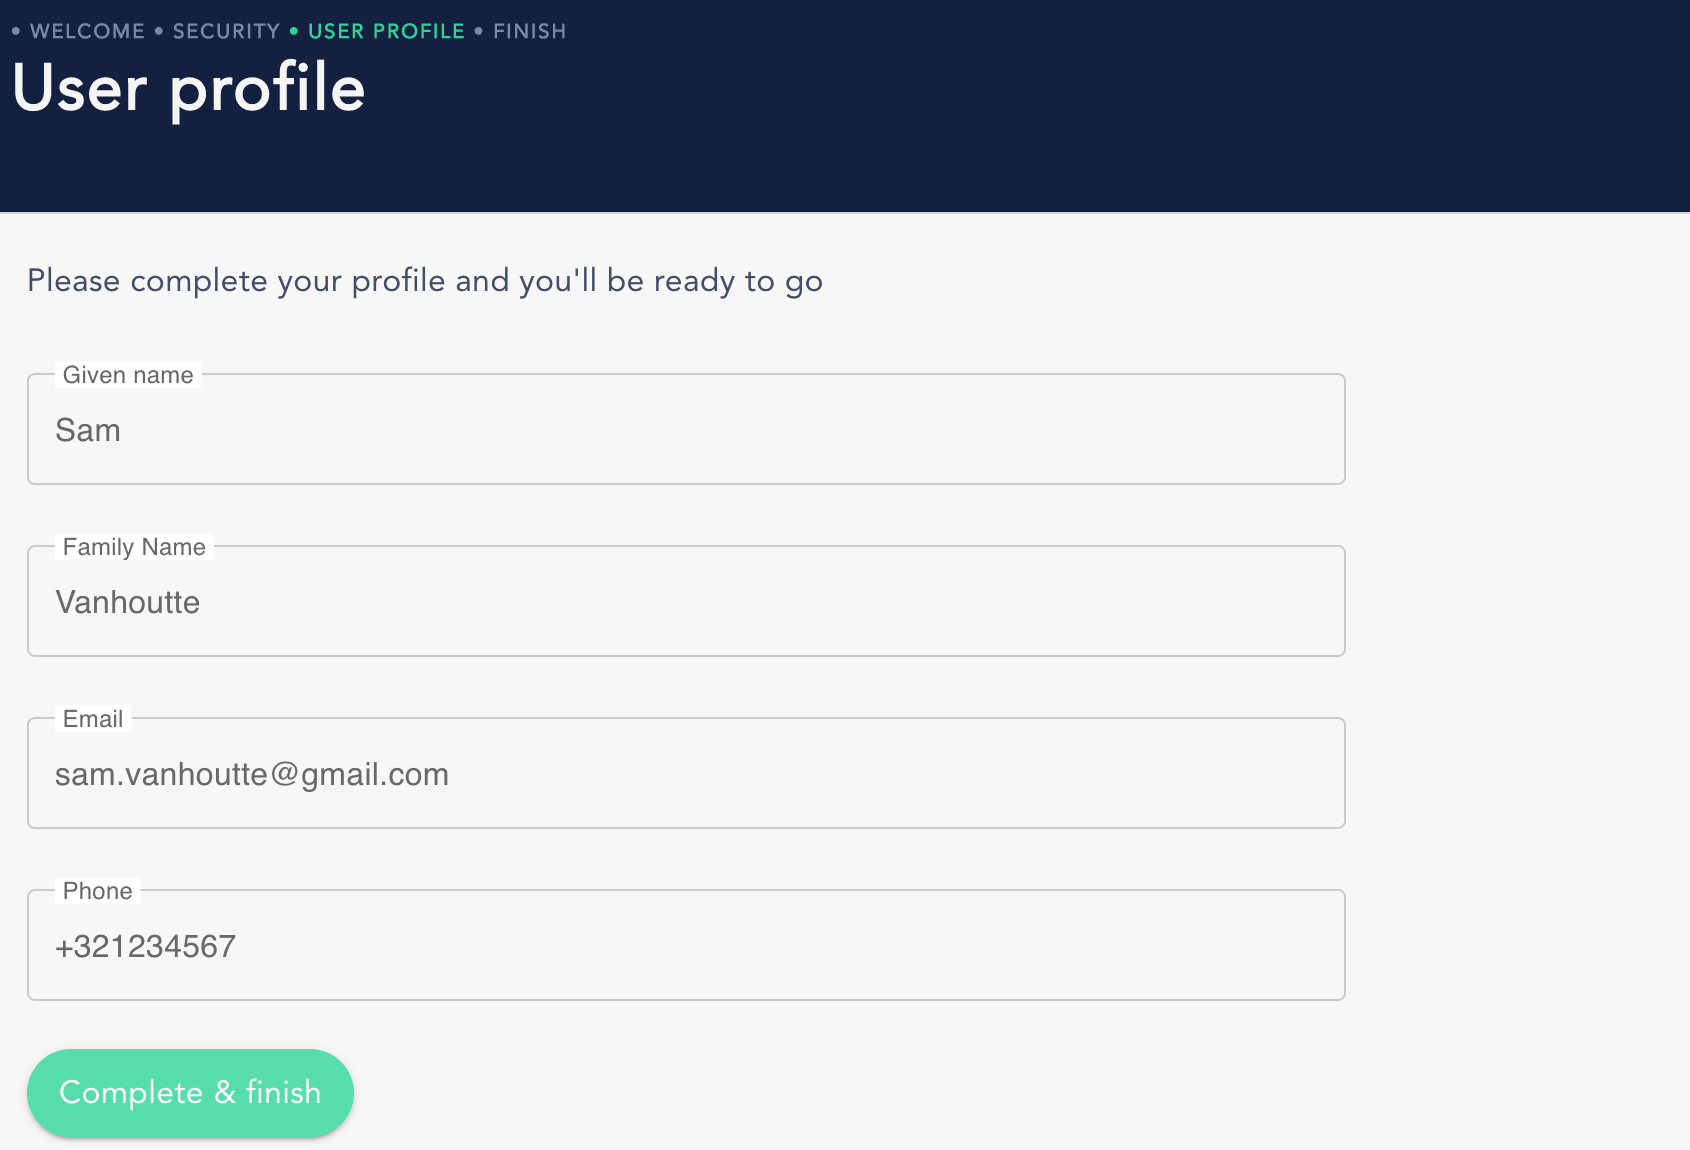 • WELCOME • SECURITY • USER PROFILE • FINISH
User profile
Please complete your profile and you'll be ready to go
Given name
Sam
Family Name
Vanhoutte
Email
sam.vanhoutte@gmail.com
Phone
+321234567
Complete & finish